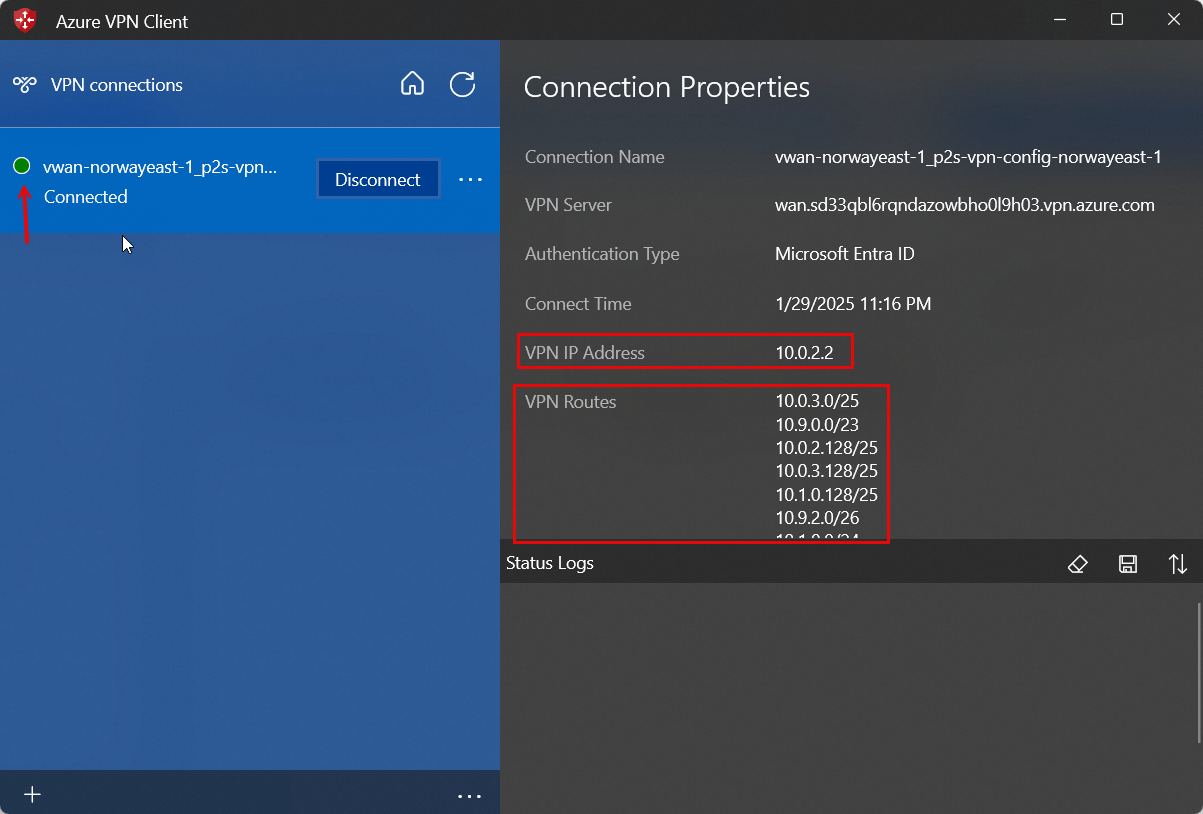 Azure VPN Client
VPN connections
vwan-norwayeast-1_p2s-vpn...
Connected
Disconnect
Connection Properties
Connection Name
vwan-norwayeast-1_p2s-vpn-config-norwayeast-1
VPN Server
wan.sd33qbl6rqndazowbho0l9h03.vpn.azure.com
Authentication Type
Microsoft Entra ID
Connect Time
1/29/2025 11:16 PM
VPN IP Address
10.0.2.2
VPN Routes
10.0.3.0/25
10.9.0.0/23
10.0.2.128/25
10.0.3.128/25
10.1.0.128/25
10.9.2.0/26
Status Logs